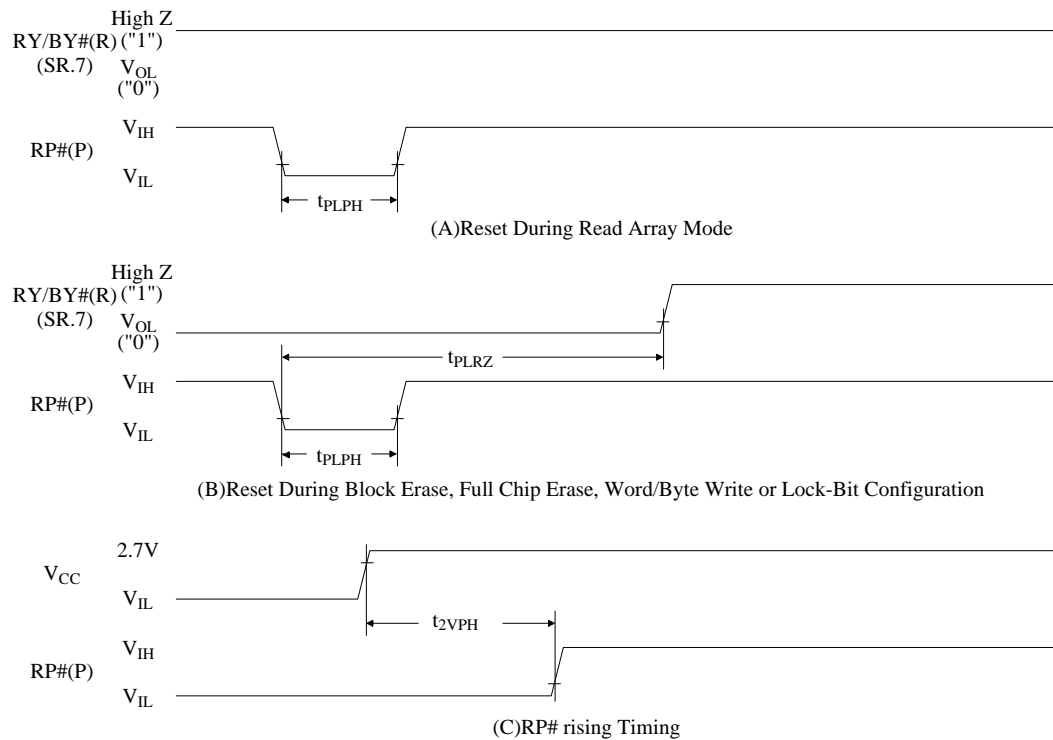 High Z
RY/BY#(R) ("1")
(SR.7) VOL
("0")
VIH
RP#(P)
VIL
tPLPH
(A)Reset During Read Array Mode
High Z
RY/BY#(R) ("1")
(SR.7) VOL
("0")
tPLRZ
VIH
RP#(P)
VIL
tPLPH
(B)Reset During Block Erase, Full Chip Erase, Word/Byte Write or Lock-Bit Configuration
2.7V
VCC
VIL
t2VPH
VIH
RP#(P)
VIL
(C)RP# rising Timing